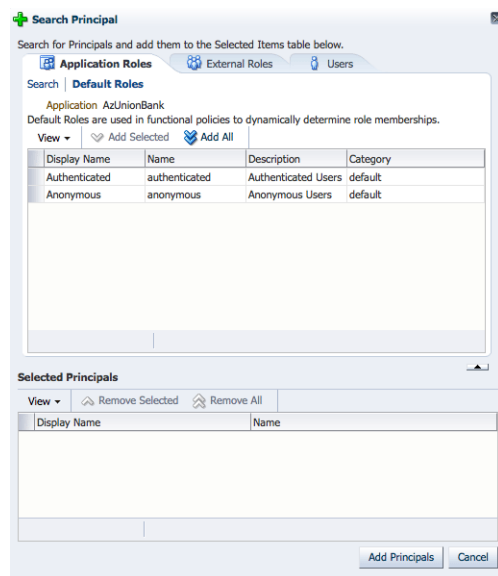 Search Principal
Search for Principals and add them to the Selected Items table below.
Application Roles External Roles Users
Search Default Roles
Application AzUnionBank
Default Roles are used in functional policies to dynamically determine role memberships.
View Add Selected Add All
Display Name Name Description Category
Authenticated authenticated Authenticated Users default
Anonymous anonymous Anonymous Users default
Selected Principals
View Remove Selected Remove All
Display Name Name
Add Principals Cancel